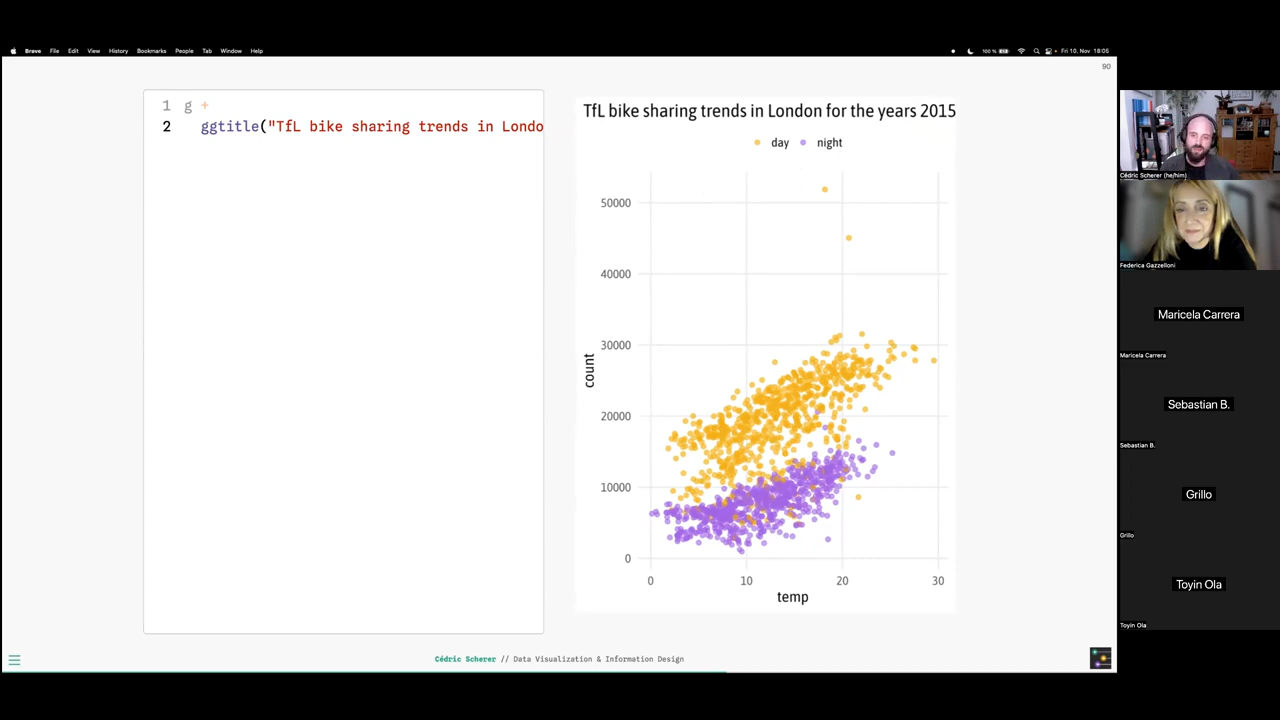 Brave File Edit View History Bookmarks People Tab Window Help
100 % Fri 10. Nov 18:05
90
1 g +
2 ggtitle("TfL bike sharing trends in Londo
TfL bike sharing trends in London for the years 2015
day night
50000
40000
30000
20000
10000
0
count
0 10 20 30
temp
Cédric Scherer // Data Visualization & Information Design
Cédric Scherer (he/him)
Federica Gazzelloni
Maricela Carrera
Maricela Carrera
Sebastian B.
Sebastian B.
Grillo
Grillo
Toyin Ola
Toyin Ola